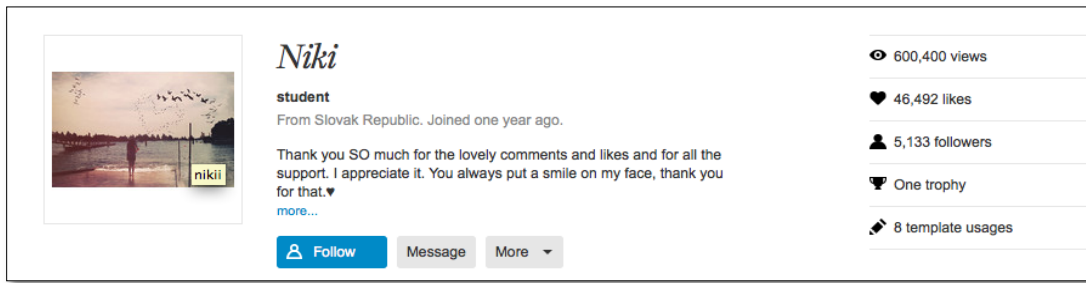 Niki
student
From Slovak Republic. Joined one year ago.
Thank you SO much for the lovely comments and likes and for all the
support. I appreciate it. You always put a smile on my face, thank you
for that.♥
more...
nikii
Follow
Message
More
600,400 views
46,492 likes
5,133 followers
One trophy
8 template usages